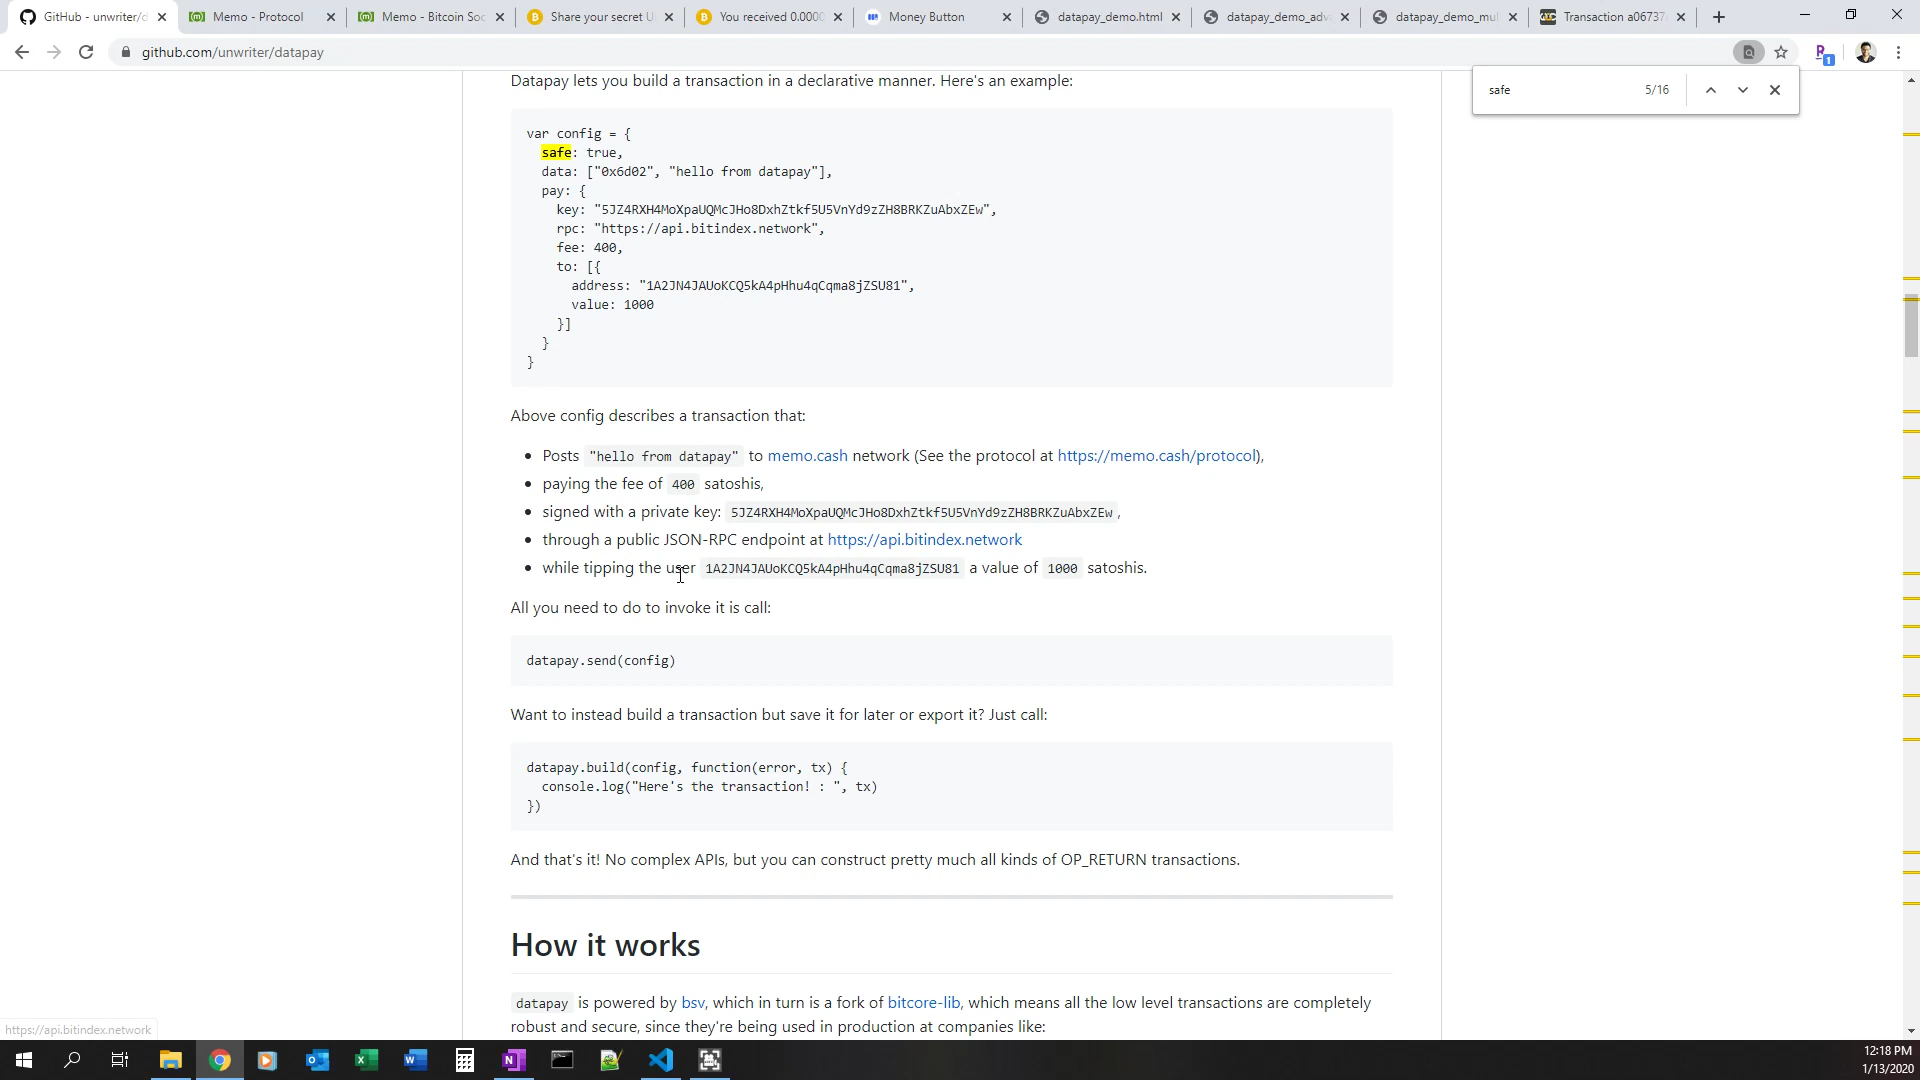 GitHub - unwriter/d
Memo - Protocol
Memo - Bitcoin Soc
Share your secret U
You received 0.000
Money Button
datapay_demo.html
datapay_demo_adv
datapay_demo_mul
Transaction a06737
github.com/unwriter/datapay
safe 5/16
Datapay lets you build a transaction in a declarative manner. Here's an example:
var config = {
safe: true,
data: ["0x6d02", "hello from datapay"],
pay: {
key: "5JZ4RXH4MoXpaUQMcJHo8DxhZtkf5U5VnYd9zZH8BRKZuAbxZEw",
rpc: "https://api.bitindex.network",
fee: 400,
to: [{
address: "1A2JN4JAUoKCQ5kA4pHhu4qCqma8jZSU81",
value: 1000
}]
}
}
Above config describes a transaction that:
• Posts "hello from datapay" to memo.cash network (See the protocol at https://memo.cash/protocol),
• paying the fee of 400 satoshis,
• signed with a private key: 5JZ4RXH4MoXpaUQMcJHo8DxhZtkf5U5VnYd9zZH8BRKZuAbxZEw ,
• through a public JSON-RPC endpoint at https://api.bitindex.network
• while tipping the user 1A2JN4JAUoKCQ5kA4pHhu4qCqma8jZSU81 a value of 1000 satoshis.
All you need to do to invoke it is call:
datapay.send(config)
Want to instead build a transaction but save it for later or export it? Just call:
datapay.build(config, function(error, tx) {
console.log("Here's the transaction! : ", tx)
})
And that's it! No complex APIs, but you can construct pretty much all kinds of OP_RETURN transactions.
How it works
datapay is powered by bsv, which in turn is a fork of bitcore-lib, which means all the low level transactions are completely
robust and secure, since they're being used in production at companies like:
https://api.bitindex.network
12:18 PM
1/13/2020